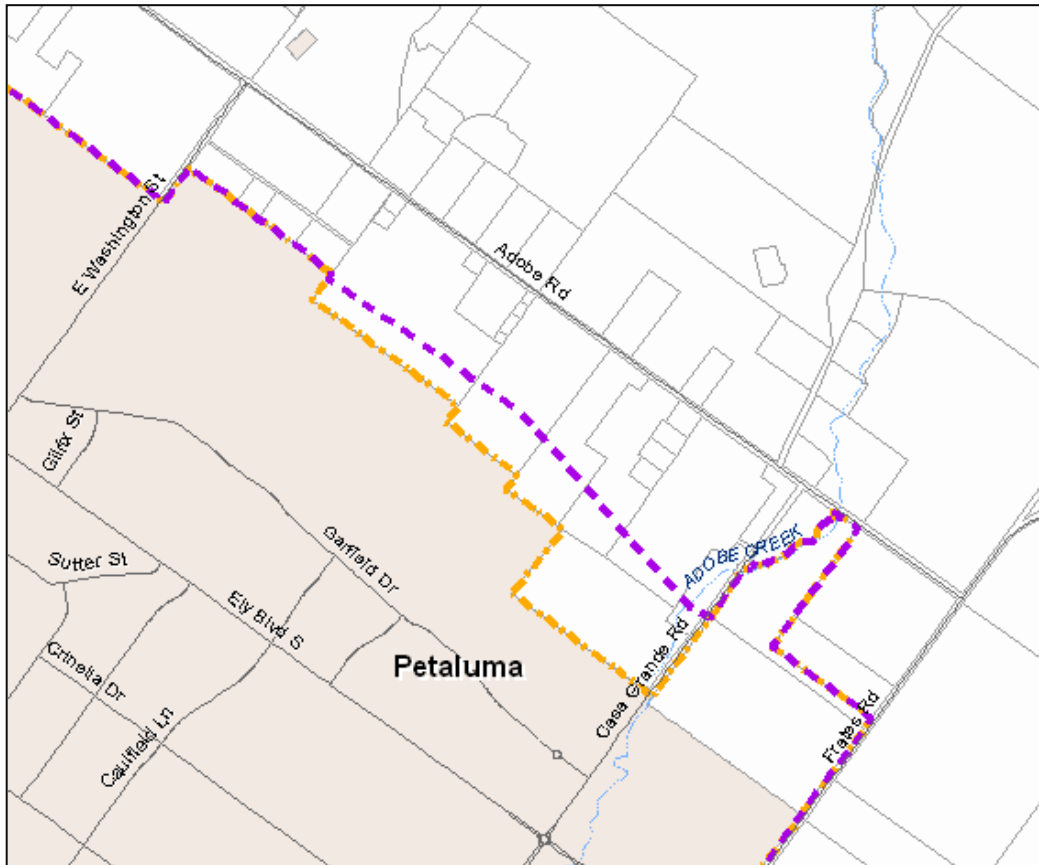 E Washington St
Adobe Rd
Gilfix St
Garfield Dr
ADOBE CREEK
Sutter St
Ely Blvd S
Petaluma
Casa Grande Rd
Crinella Dr
Caulfield Ln
Frates Rd